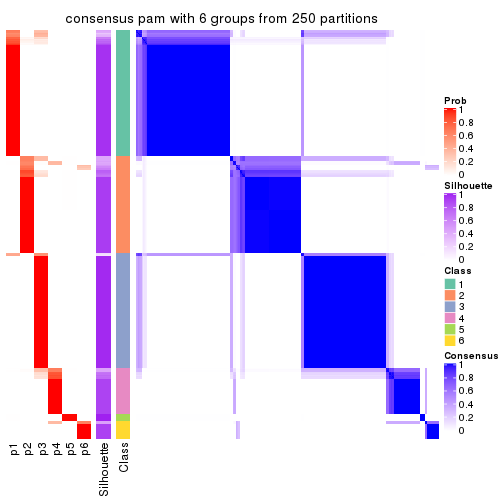 consensus pam with 6 groups from 250 partitions
Prob
1
0.8
0.6
0.4
0.2
0
Silhouette
1
0.8
0.6
0.4
0.2
0
Class
1
2
3
4
5
6
Consensus
1
0.8
0.6
0.4
0.2
0
p1
p2
p3
p4
p5
p6
Silhouette
Class